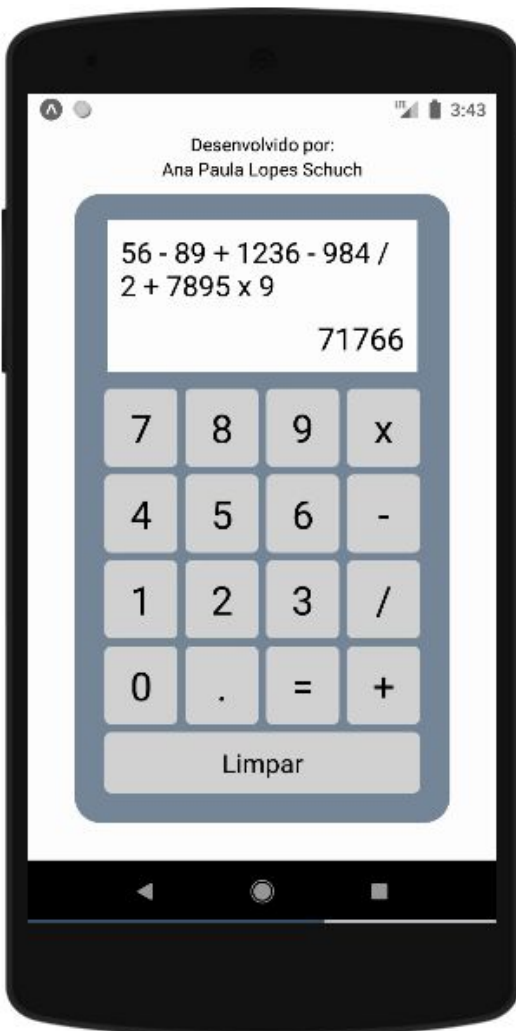 3:43
Desenvolvido por:
Ana Paula Lopes Schuch
56 - 89 + 1236 - 984 /
2 + 7895 x 9
71766
7 8 9 x
4 5 6 -
1 2 3 /
0 . = +
Limpar